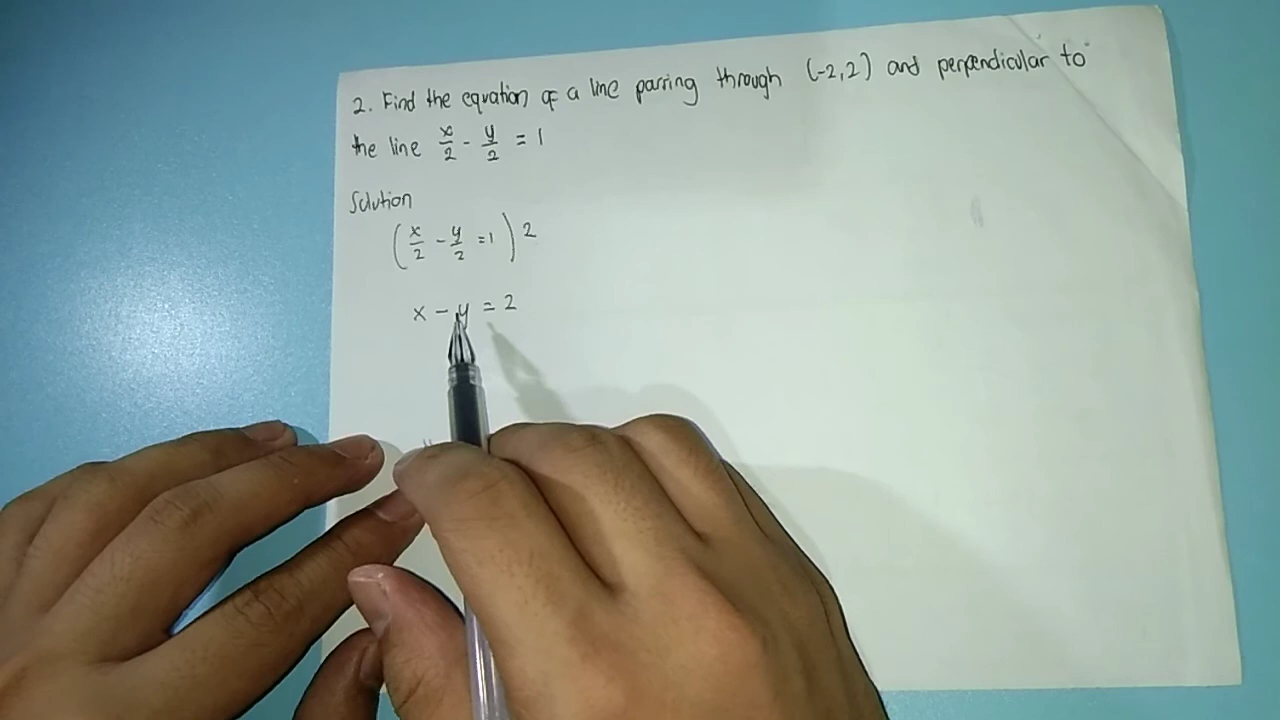 2. Find the equation of a line passing through (-2,2) and perpendicular to
the line x/2 - y/2 = 1
Solution
(x/2 - y/2 = 1) 2
x - y = 2